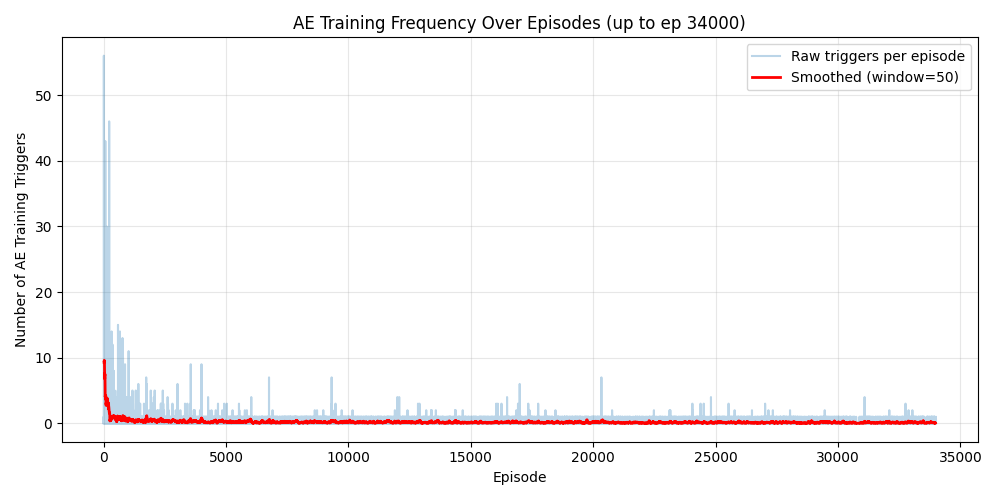 AE Training Frequency Over Episodes (up to ep 34000)
Raw triggers per episode
Smoothed (window=50)
Number of AE Training Triggers
50
40
30
20
10
0
0 5000 10000 15000 20000 25000 30000 35000
Episode